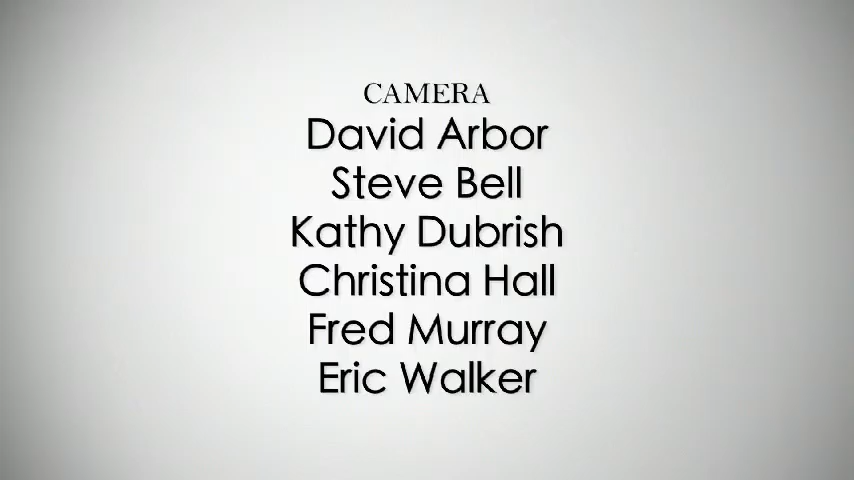 CAMERA
David Arbor
Steve Bell
Kathy Dubrish
Christina Hall
Fred Murray
Eric Walker